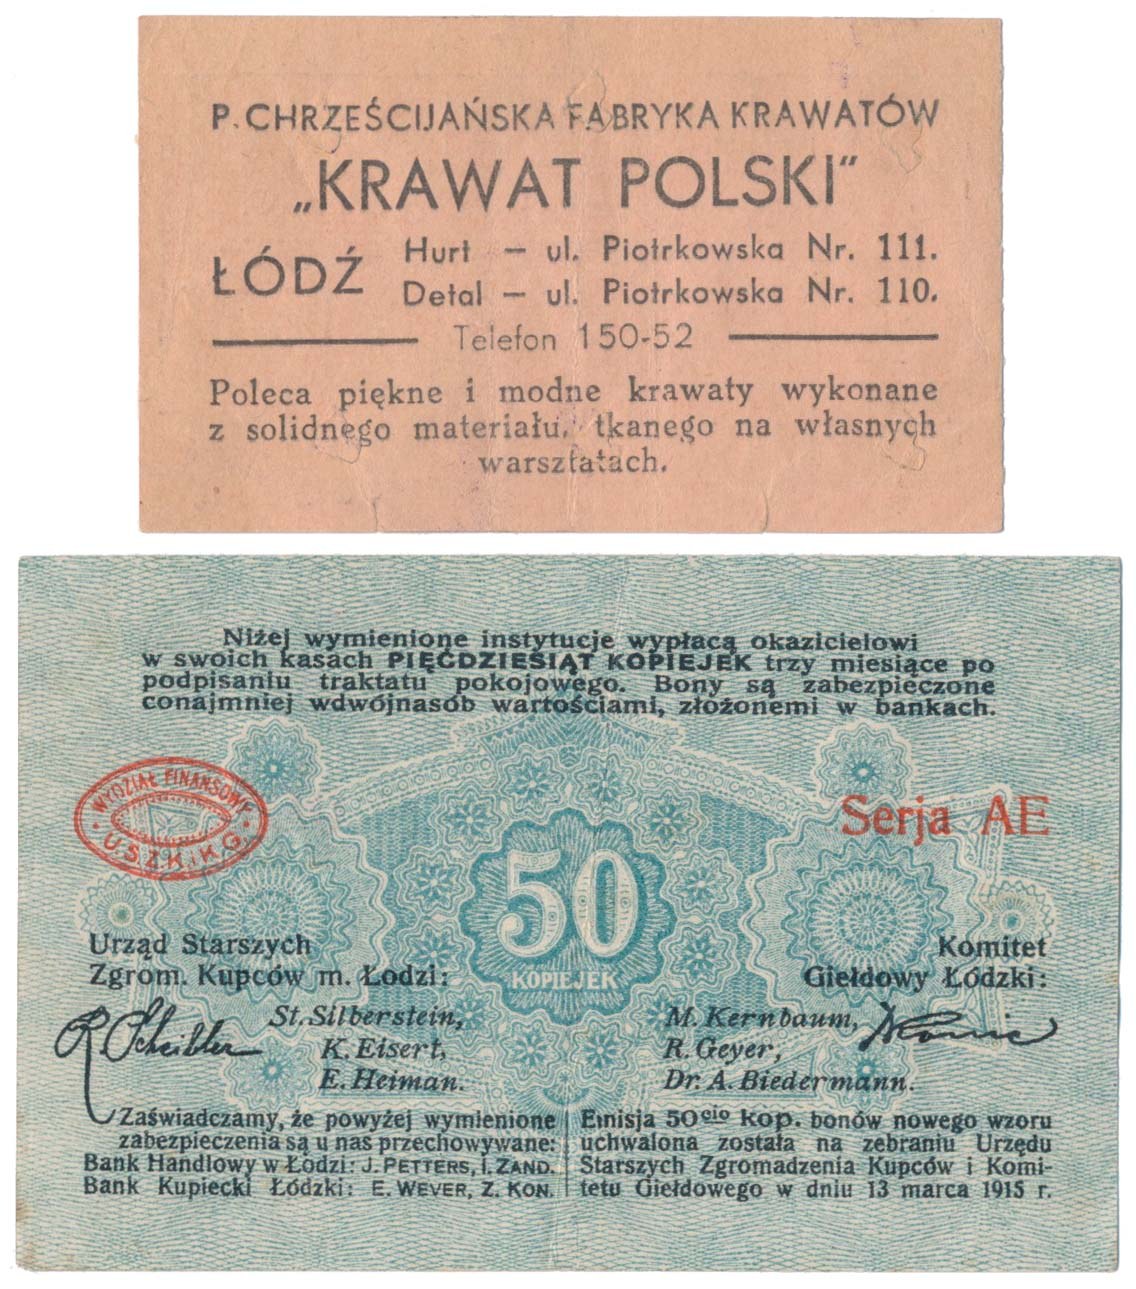 P. CHRZEŚCIJAŃSKA FABRYKA KRAWATÓW
„KRAWAT POLSKI“
ŁÓDŹ
Hurt — ul. Piotrkowska Nr. 111.
Detal — ul. Piotrkowska Nr. 110.
Telefon 150-52
Poleca piękne i modne krawaty wykonane
z solidnego materiału, tkanego na własnych
warsztatach.
Niżej wymienione instytucje wypłacą okazicielowi
w swoich kasach PIĘĆDZIESIĄT KOPIEJEK trzy miesiące po
podpisaniu traktatu pokojowego. Bony są zabezpieczone
conajmniej wdwójnasób wartościami, złożonemi w bankach.
WYDZIAŁ FINANSOWY
U.S.Z.K. i K.G.
Serja AE
50
KOPIEJEK
Urząd Starszych
Zgrom. Kupców m. Łodzi:
R. Scheibler
St. Silberstein,
K. Eisert,
E. Heiman.
Komitet
Giełdowy Łódzki:
M. Kernbaum,
R. Geyer,
Dr. A. Biedermann.
Zaświadczamy, że powyżej wymienione
zabezpieczenia są u nas przechowywane:
Bank Handlowy w Łodzi: J. PETTERS, I. ZAND.
Bank Kupiecki Łódzki: E. WEVER, Z. KON.
Emisja 50cio kop. bonów nowego wzoru
uchwalona została na zebraniu Urzędu
Starszych Zgromadzenia Kupców i Komi-
tetu Giełdowego w dniu 13 marca 1915 r.